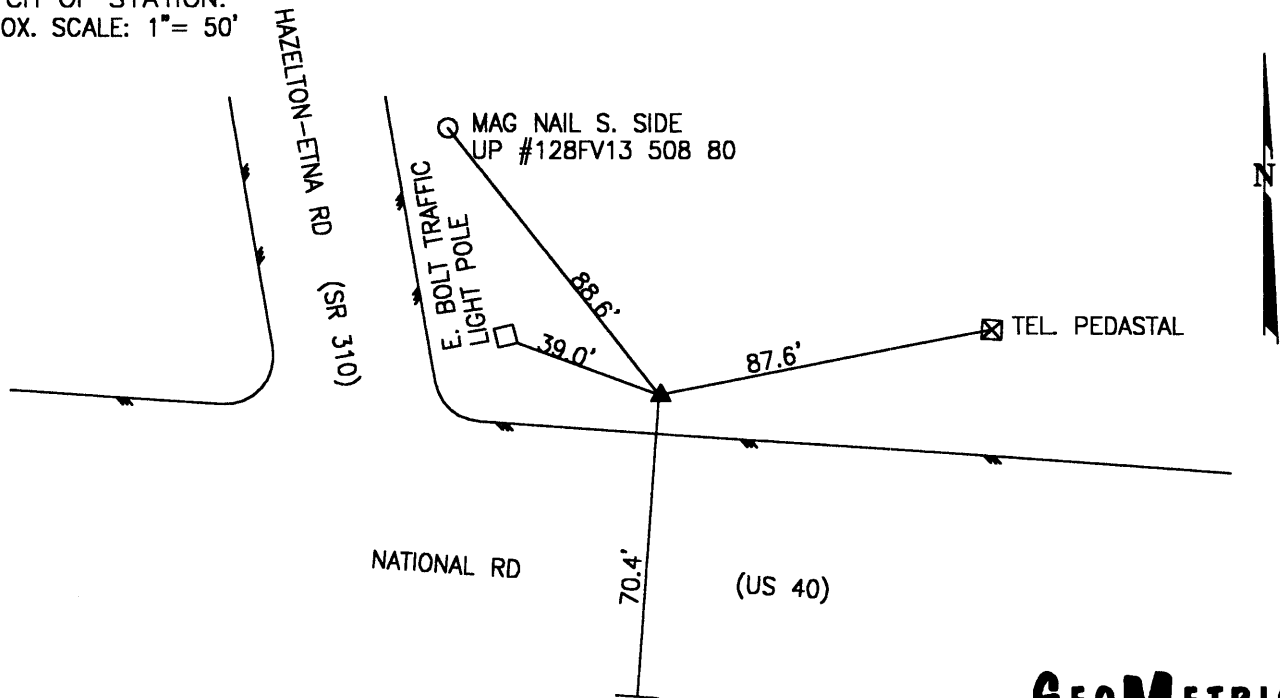 OX. SCALE: 1"= 50'
HAZELTON-ETNA RD (SR 310)
MAG NAIL S. SIDE
UP #128FV13 508 80
E. BOLT TRAFFIC
LIGHT POLE
88.6'
39.0'
87.6'
TEL. PEDASTAL
N
70.4'
NATIONAL RD (US 40)